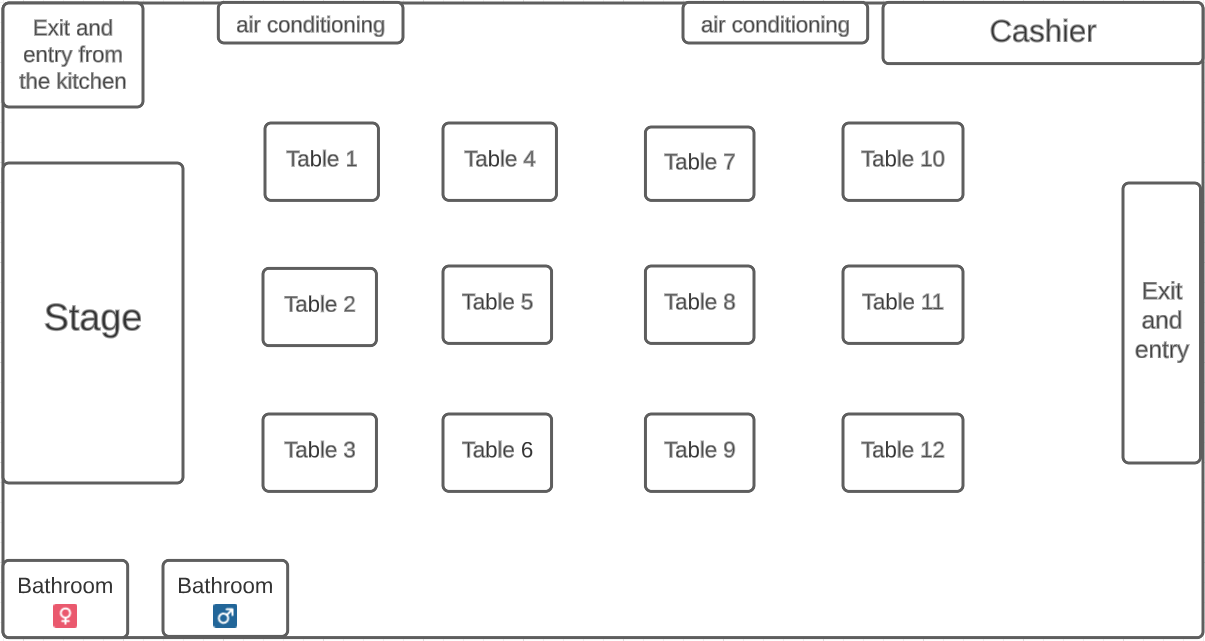 Exit and
entry from
the kitchen
air conditioning
air conditioning
Cashier
Table 1
Table 4
Table 7
Table 10
Stage
Table 2
Table 5
Table 8
Table 11
Exit
and
entry
Table 3
Table 6
Table 9
Table 12
Bathroom
♀
Bathroom
♂